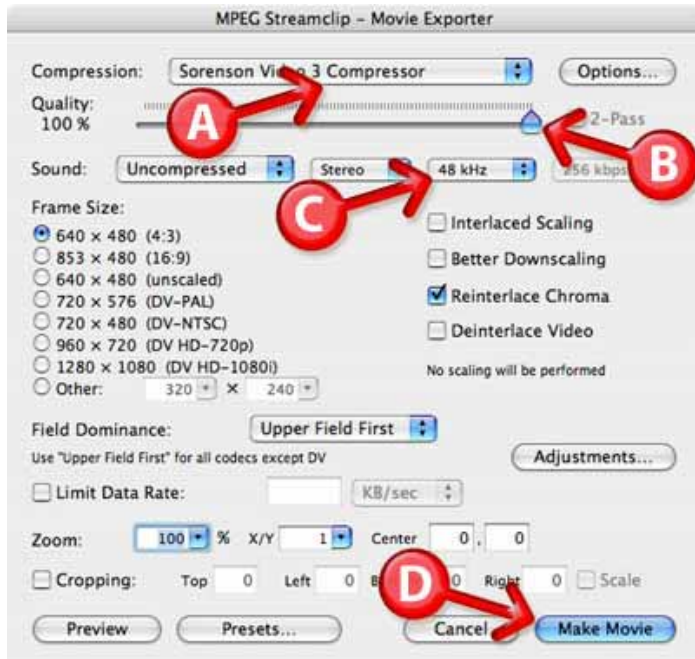 MPEG Streamclip – Movie Exporter
Compression: Sorenson Video 3 Compressor Options...
Quality:
100 % 2-Pass
A
B
Sound: Uncompressed Stereo 48 kHz 256 kbps
C
Frame Size:
640 × 480 (4:3)
853 × 480 (16:9)
640 × 480 (unscaled)
720 × 576 (DV-PAL)
720 × 480 (DV-NTSC)
960 × 720 (DV HD-720p)
1280 × 1080 (DV HD-1080i)
Other: 320 × 240
Interlaced Scaling
Better Downscaling
Reinterlace Chroma
Deinterlace Video
No scaling will be performed
Field Dominance: Upper Field First
Use "Upper Field First" for all codecs except DV
Adjustments...
Limit Data Rate: KB/sec
Zoom: 100 % X/Y 1 Center 0 , 0
Cropping: Top 0 Left 0 0 Right 0 Scale
D
Preview Presets... Cancel Make Movie